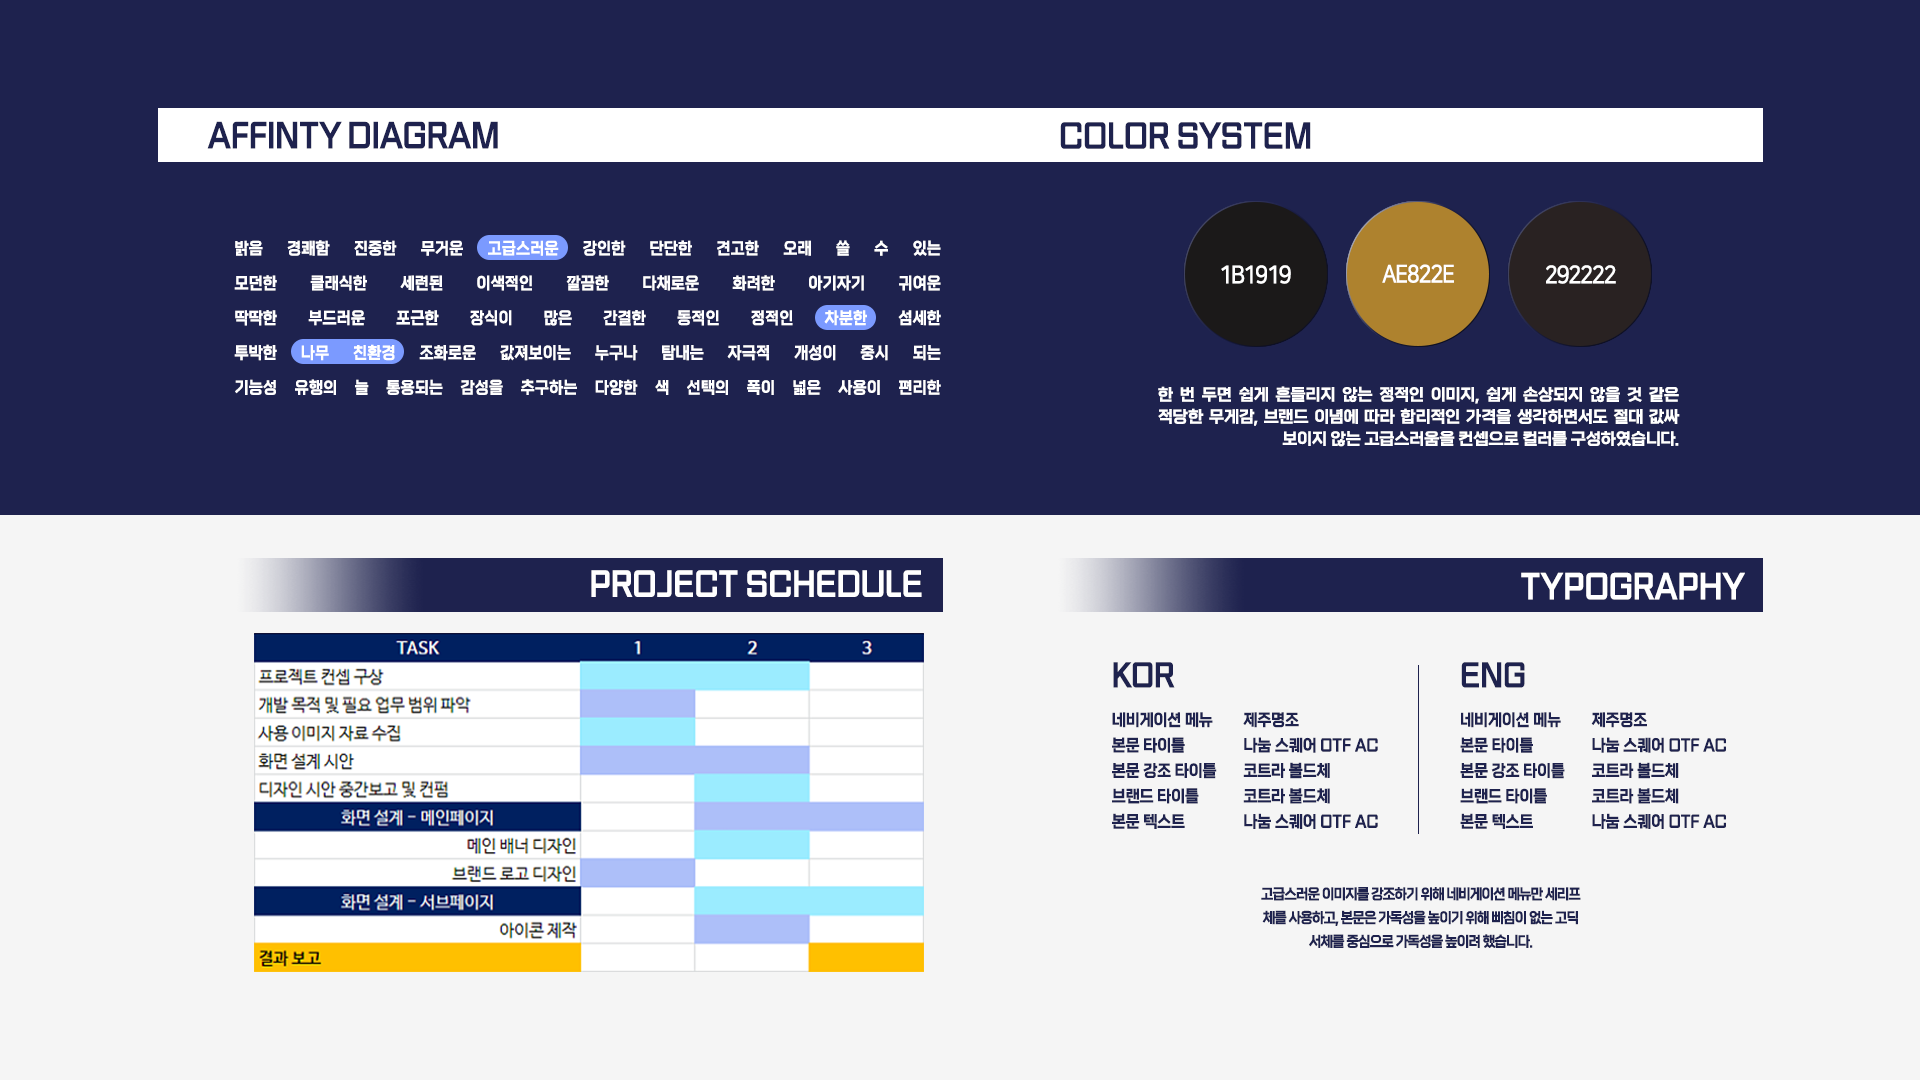 AFFINTY DIAGRAM
밝음 경쾌함 진중한 무거운 고급스러운 강인한 단단한 견고한 오래 쓸 수 있는
모던한 클래식한 세련된 이색적인 깔끔한 다채로운 화려한 아기자기 귀여운
딱딱한 부드러운 포근한 장식이 많은 간결한 동적인 정적인 차분한 섬세한
투박한 나무 친환경 조화로운 값져보이는 누구나 탐내는 자극적 개성이 중시 되는
기능성 유행의 늘 통용되는 감성을 추구하는 다양한 색 선택의 폭이 넓은 사용이 편리한
COLOR SYSTEM
1B1919 AE822E 292222
한 번 두면 쉽게 흔들리지 않는 정적인 이미지, 쉽게 손상되지 않을 것 같은
적당한 무게감, 브랜드 이념에 따라 합리적인 가격을 생각하면서도 절대 값싸
보이지 않는 고급스러움을 컨셉으로 컬러를 구성하였습니다.
PROJECT SCHEDULE
TASK 1 2 3
프로젝트 컨셉 구상
개발 목적 및 필요 업무 범위 파악
사용 이미지 자료 수집
화면 설계 시안
디자인 시안 중간보고 및 컨펌
화면 설계 - 메인페이지
메인 배너 디자인
브랜드 로고 디자인
화면 설계 - 서브페이지
아이콘 제작
결과 보고
TYPOGRAPHY
KOR
네비게이션 메뉴 제주명조
본문 타이틀 나눔 스퀘어 OTF AC
본문 강조 타이틀 코트라 볼드체
브랜드 타이틀 코트라 볼드체
본문 텍스트 나눔 스퀘어 OTF AC
ENG
네비게이션 메뉴 제주명조
본문 타이틀 나눔 스퀘어 OTF AC
본문 강조 타이틀 코트라 볼드체
브랜드 타이틀 코트라 볼드체
본문 텍스트 나눔 스퀘어 OTF AC
고급스러운 이미지를 강조하기 위해 네비게이션 메뉴만 세리프
체를 사용하고, 본문은 가독성을 높이기 위해 삐침이 없는 고딕
서체를 중심으로 가독성을 높이려 했습니다.